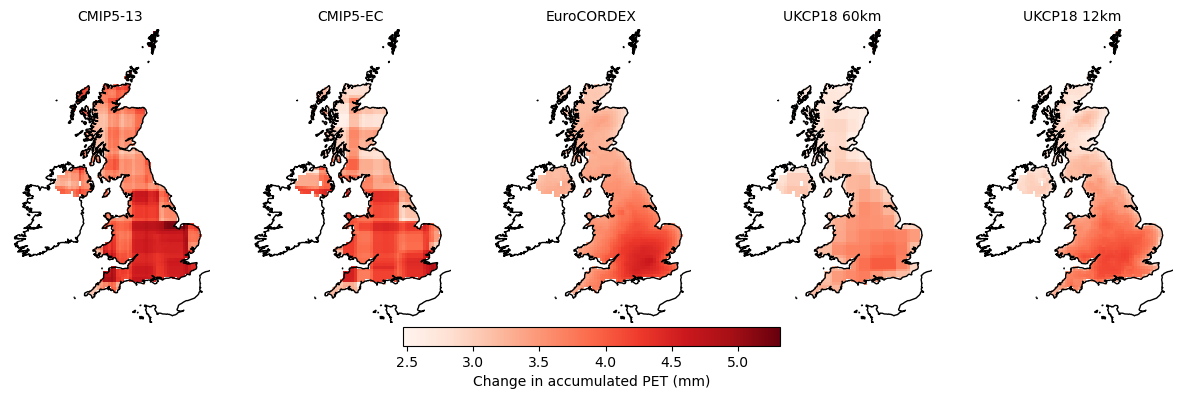 CMIP5-13 CMIP5-EC EuroCORDEX UKCP18 60km UKCP18 12km
2.5 3.0 3.5 4.0 4.5 5.0
Change in accumulated PET (mm)